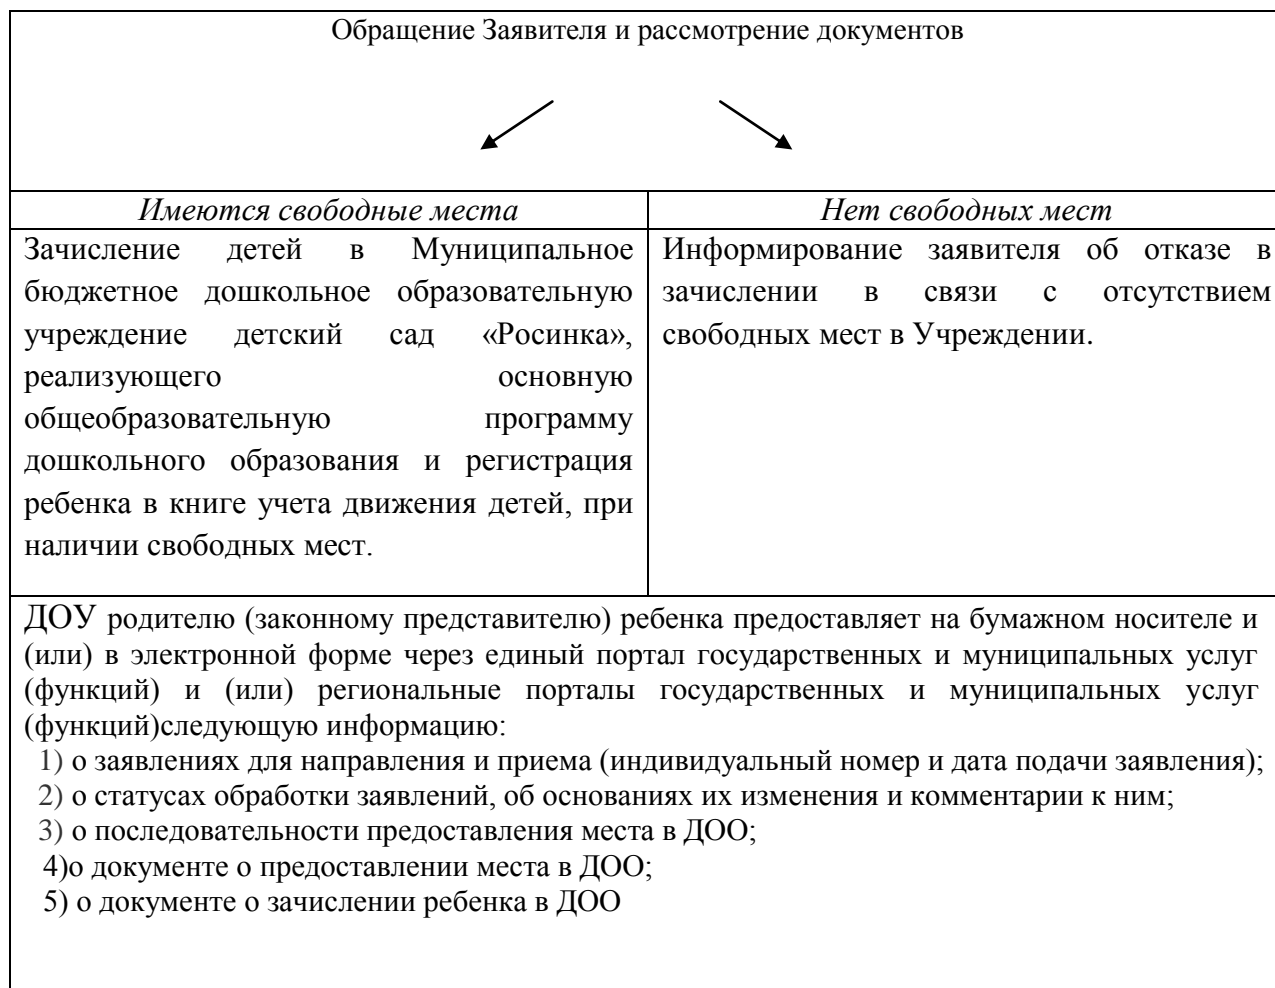 Обращение Заявителя и рассмотрение документов
Имеются свободные места
Нет свободных мест
Зачисление детей в Муниципальное
бюджетное дошкольное образовательную
учреждение детский сад «Росинка»,
реализующего основную
общеобразовательную программу
дошкольного образования и регистрация
ребенка в книге учета движения детей, при
наличии свободных мест.
Информирование заявителя об отказе в
зачислении в связи с отсутствием
свободных мест в Учреждении.
ДОУ родителю (законному представителю) ребенка предоставляет на бумажном носителе и
(или) в электронной форме через единый портал государственных и муниципальных услуг
(функций) и (или) региональные порталы государственных и муниципальных услуг
(функций)следующую информацию:
1) о заявлениях для направления и приема (индивидуальный номер и дата подачи заявления);
2) о статусах обработки заявлений, об основаниях их изменения и комментарии к ним;
3) о последовательности предоставления места в ДОО;
4)о документе о предоставлении места в ДОО;
5) о документе о зачислении ребенка в ДОО